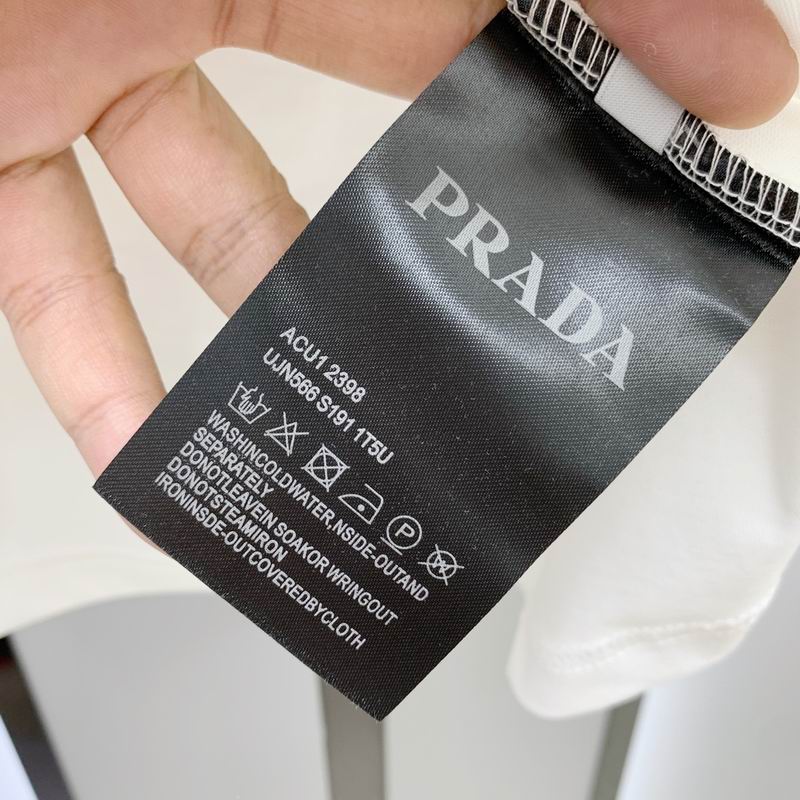 PRADA
ACU1 2398
UJN566 S191 1T5U
P
WASHINCOLDWATER,NSIDE-OUTAND
SEPARATELY
DONOTLEAVEIN SOAKOR WRINGOUT
DONOTSTEAMIRON
IRONINSDE-OUTCOVEREDBYCLOTH